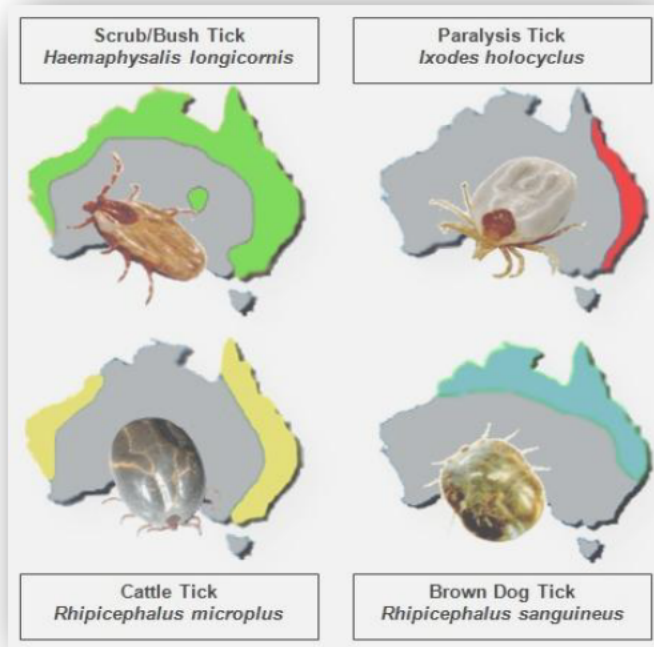 Scrub/Bush Tick
Haemaphysalis longicornis
Paralysis Tick
Ixodes holocyclus
Cattle Tick
Rhipicephalus microplus
Brown Dog Tick
Rhipicephalus sanguineus